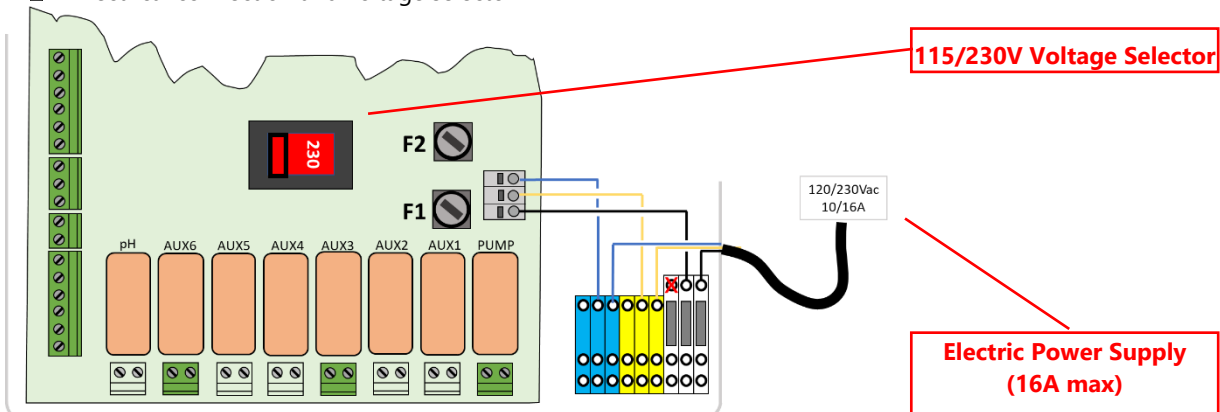 115/230V Voltage Selector
230
F2
120/230Vac
10/16A
F1
pH AUX6 AUX5 AUX4 AUX3 AUX2 AUX1 PUMP
Electric Power Supply
(16A max)